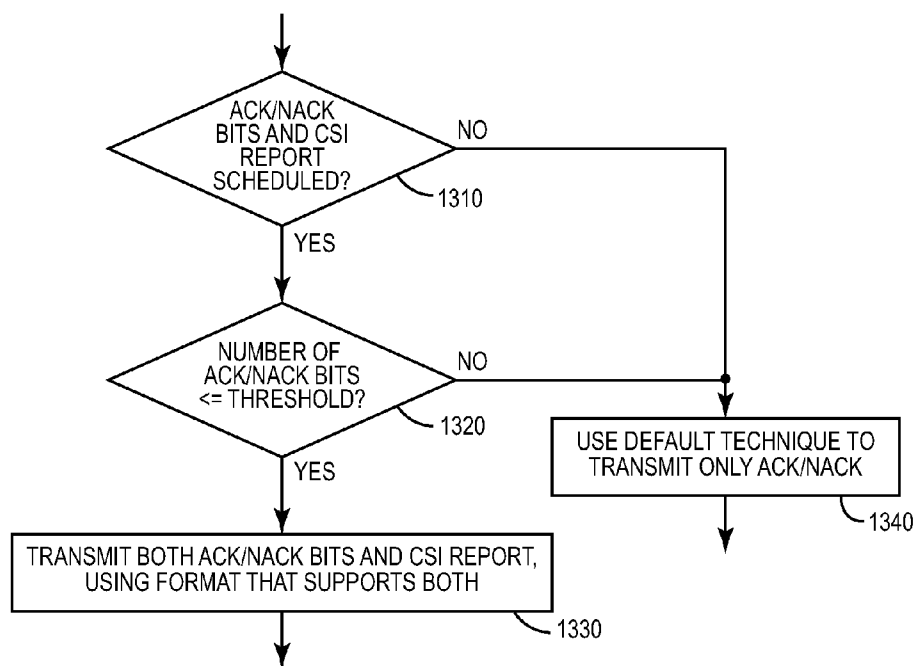 ACK/NACK
BITS AND CSI
REPORT
SCHEDULED?
NO
1310
YES
NUMBER OF
ACK/NACK BITS
<= THRESHOLD?
NO
1320
YES
USE DEFAULT TECHNIQUE TO
TRANSMIT ONLY ACK/NACK
1340
TRANSMIT BOTH ACK/NACK BITS AND CSI REPORT,
USING FORMAT THAT SUPPORTS BOTH
1330